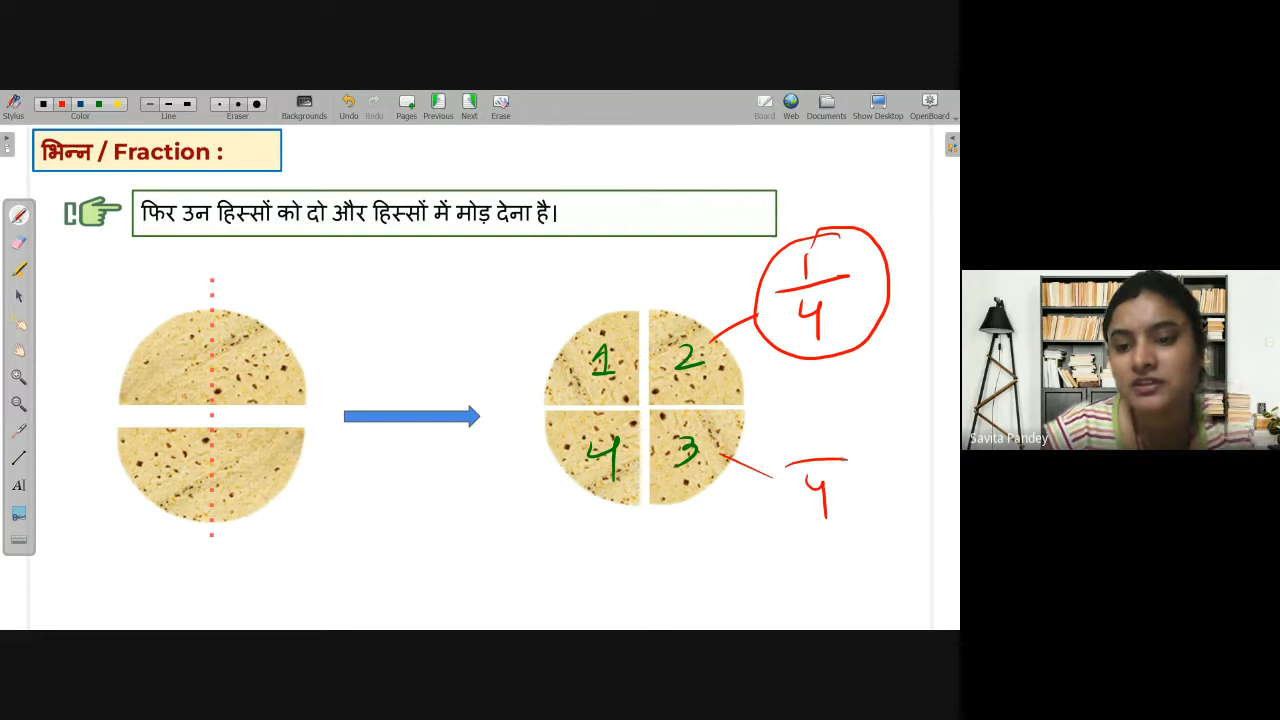 Stylus
Color
Line
Eraser
Backgrounds
Undo
Redo
Pages
Previous
Next
Erase
Board
Web
Documents
Show Desktop
OpenBoard
भिन्न / Fraction :
फिर उन हिस्सों को दो और हिस्सों में मोड़ देना है।
1
4
1
2
4
3
4
Savita Pandey